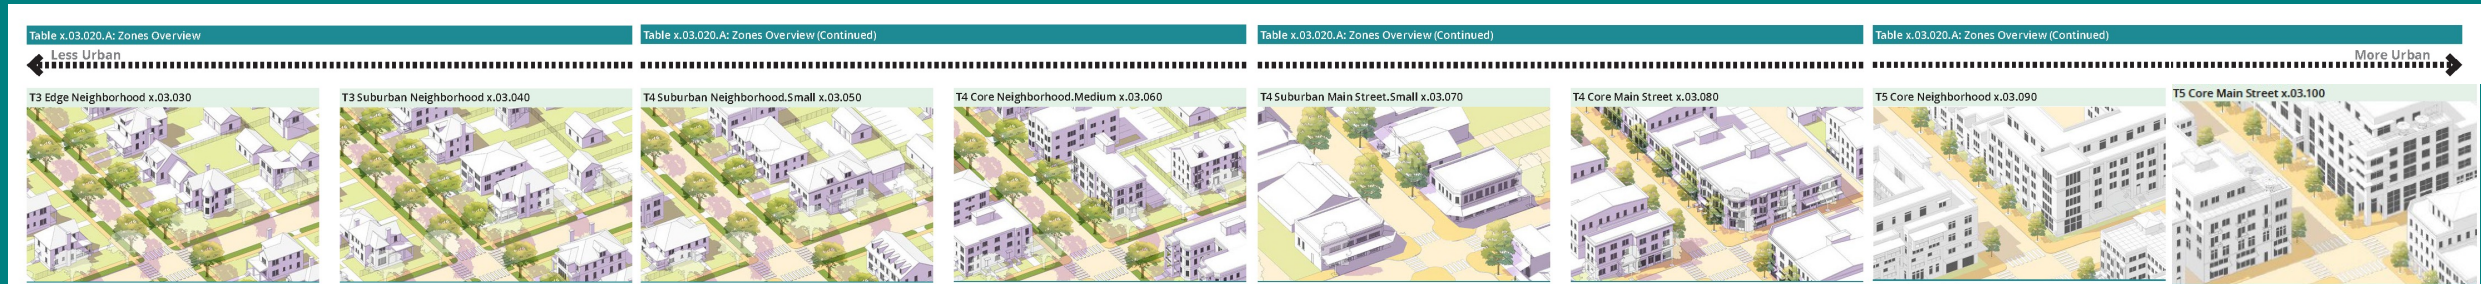 Table x.03.020.A: Zones Overview
Table x.03.020.A: Zones Overview (Continued)
Table x.03.020.A: Zones Overview (Continued)
Table x.03.020.A: Zones Overview (Continued)
Less Urban
More Urban
T3 Edge Neighborhood x.03.030
T3 Suburban Neighborhood x.03.040
T4 Suburban Neighborhood.Small x.03.050
T4 Core Neighborhood.Medium x.03.060
T4 Suburban Main Street.Small x.03.070
T4 Core Main Street x.03.080
T5 Core Neighborhood x.03.090
T5 Core Main Street x.03.100